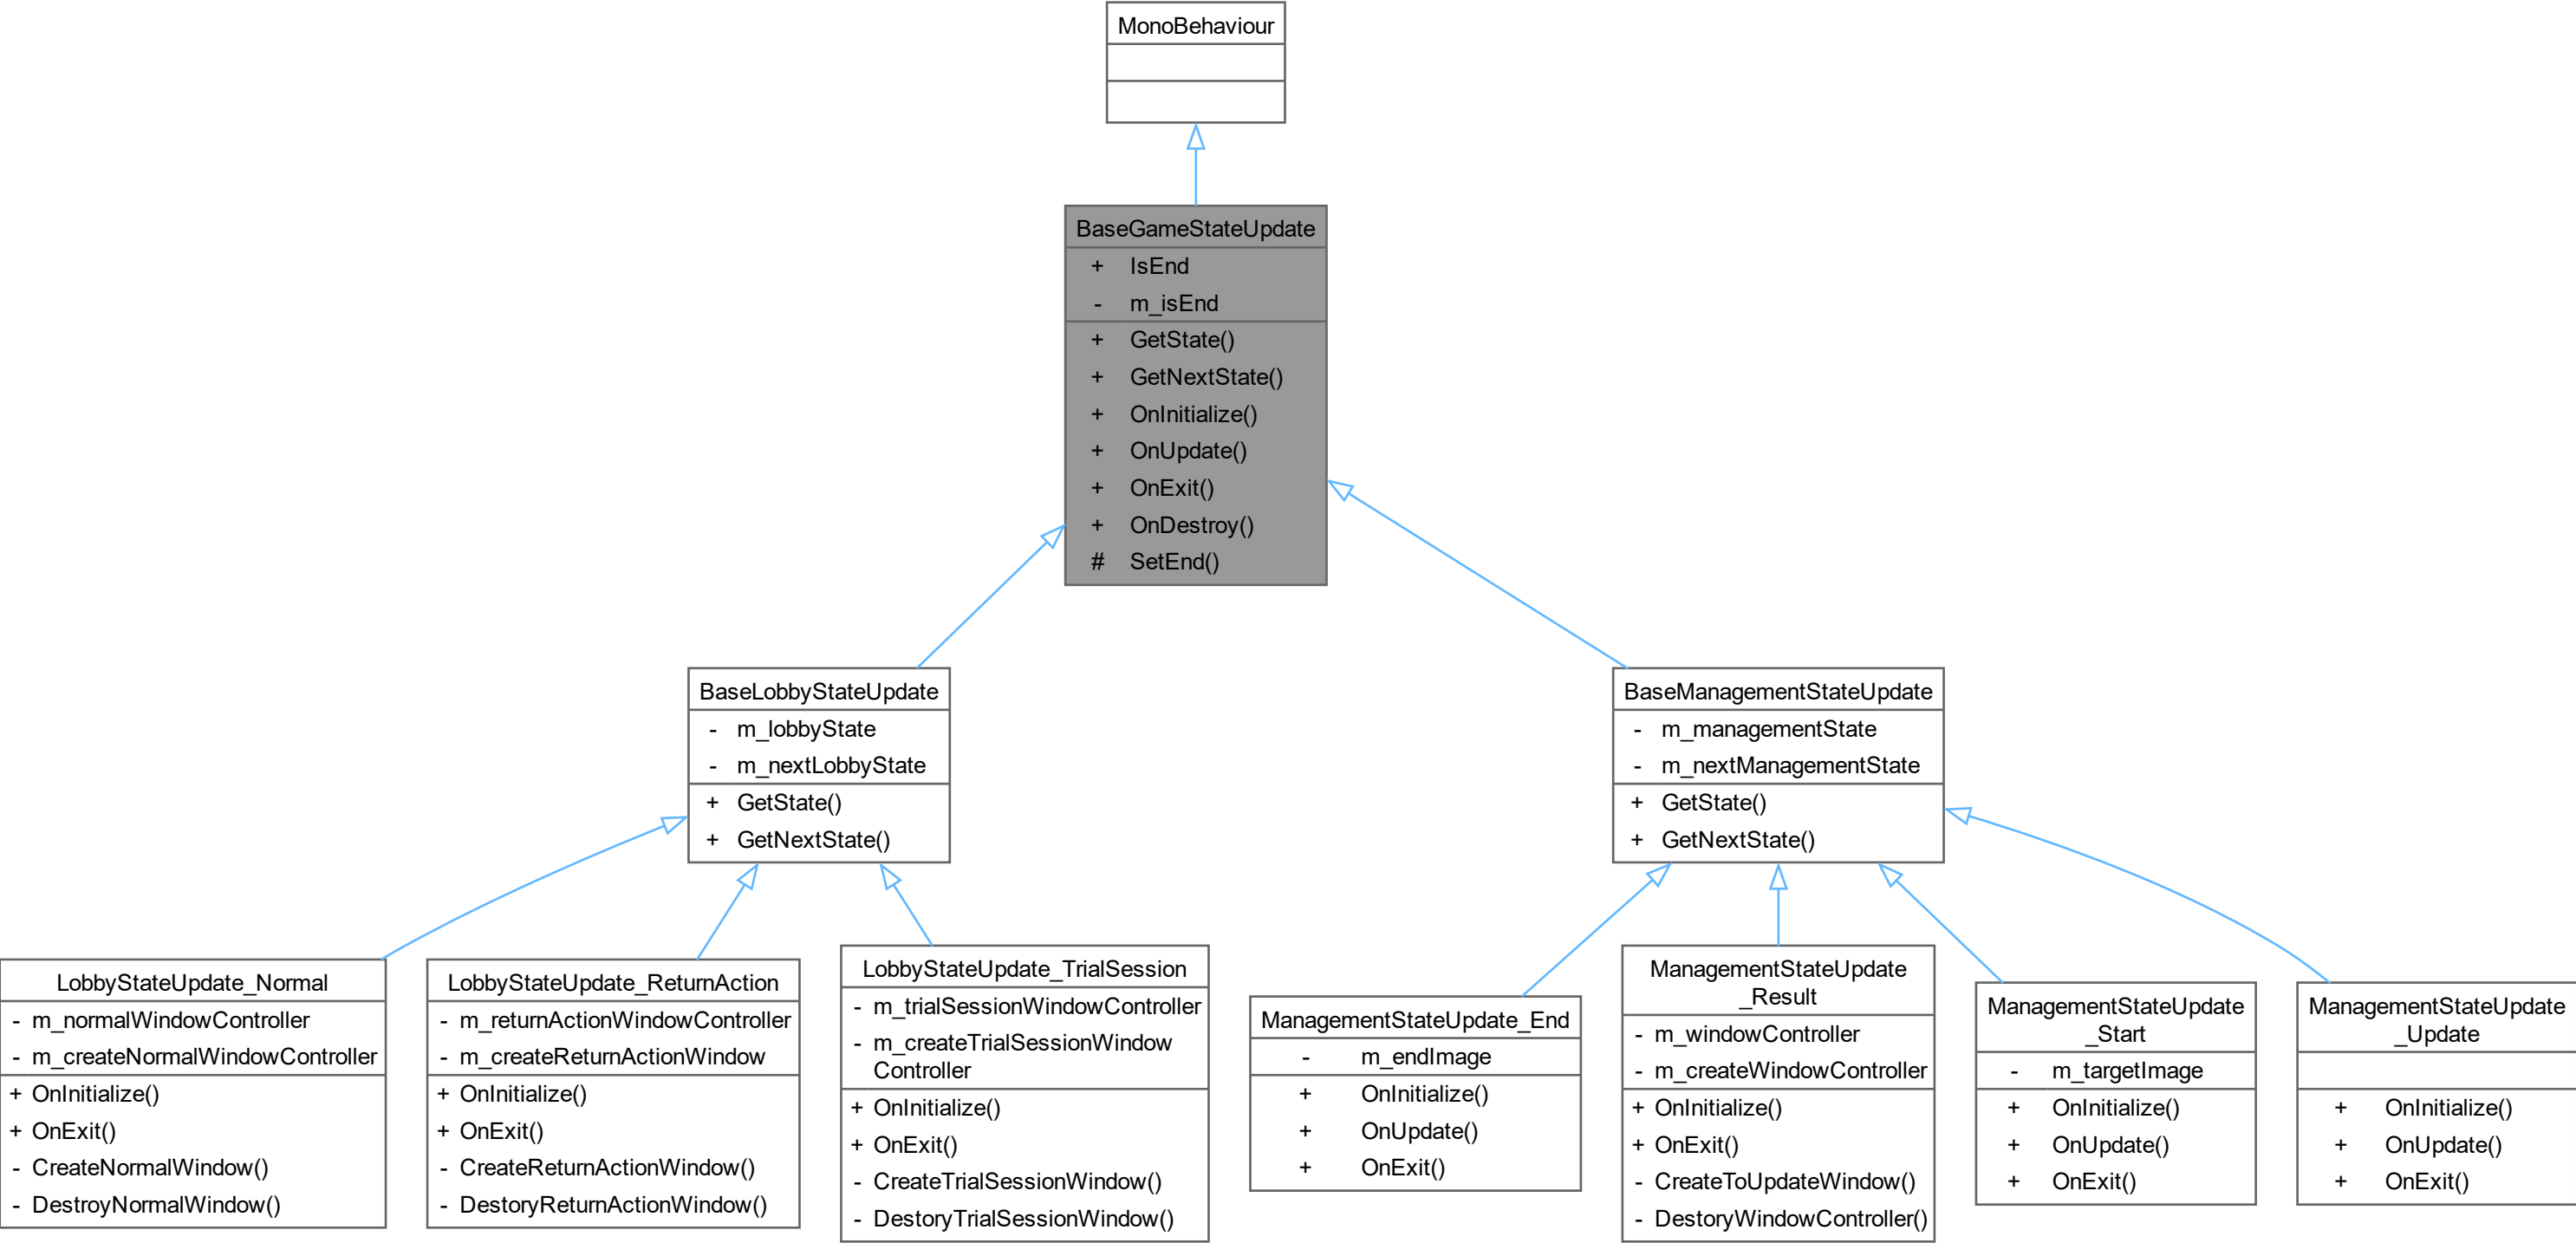 MonoBehaviour
BaseGameStateUpdate
+ IsEnd
- m_isEnd
+ GetState()
+ GetNextState()
+ OnInitialize()
+ OnUpdate()
+ OnExit()
+ OnDestroy()
# SetEnd()
BaseLobbyStateUpdate
- m_lobbyState
- m_nextLobbyState
+ GetState()
+ GetNextState()
BaseManagementStateUpdate
- m_managementState
- m_nextManagementState
+ GetState()
+ GetNextState()
LobbyStateUpdate_Normal
- m_normalWindowController
- m_createNormalWindowController
+ OnInitialize()
+ OnExit()
- CreateNormalWindow()
- DestroyNormalWindow()
LobbyStateUpdate_ReturnAction
- m_returnActionWindowController
- m_createReturnActionWindow
+ OnInitialize()
+ OnExit()
- CreateReturnActionWindow()
- DestoryReturnActionWindow()
LobbyStateUpdate_TrialSession
- m_trialSessionWindowController
- m_createTrialSessionWindow
Controller
+ OnInitialize()
+ OnExit()
- CreateTrialSessionWindow()
- DestoryTrialSessionWindow()
ManagementStateUpdate_End
- m_endImage
+ OnInitialize()
+ OnUpdate()
+ OnExit()
ManagementStateUpdate
_Result
- m_windowController
- m_createWindowController
+ OnInitialize()
+ OnExit()
- CreateToUpdateWindow()
- DestoryWindowController()
ManagementStateUpdate
_Start
- m_targetImage
+ OnInitialize()
+ OnUpdate()
+ OnExit()
ManagementStateUpdate
_Update
+ OnInitialize()
+ OnUpdate()
+ OnExit()